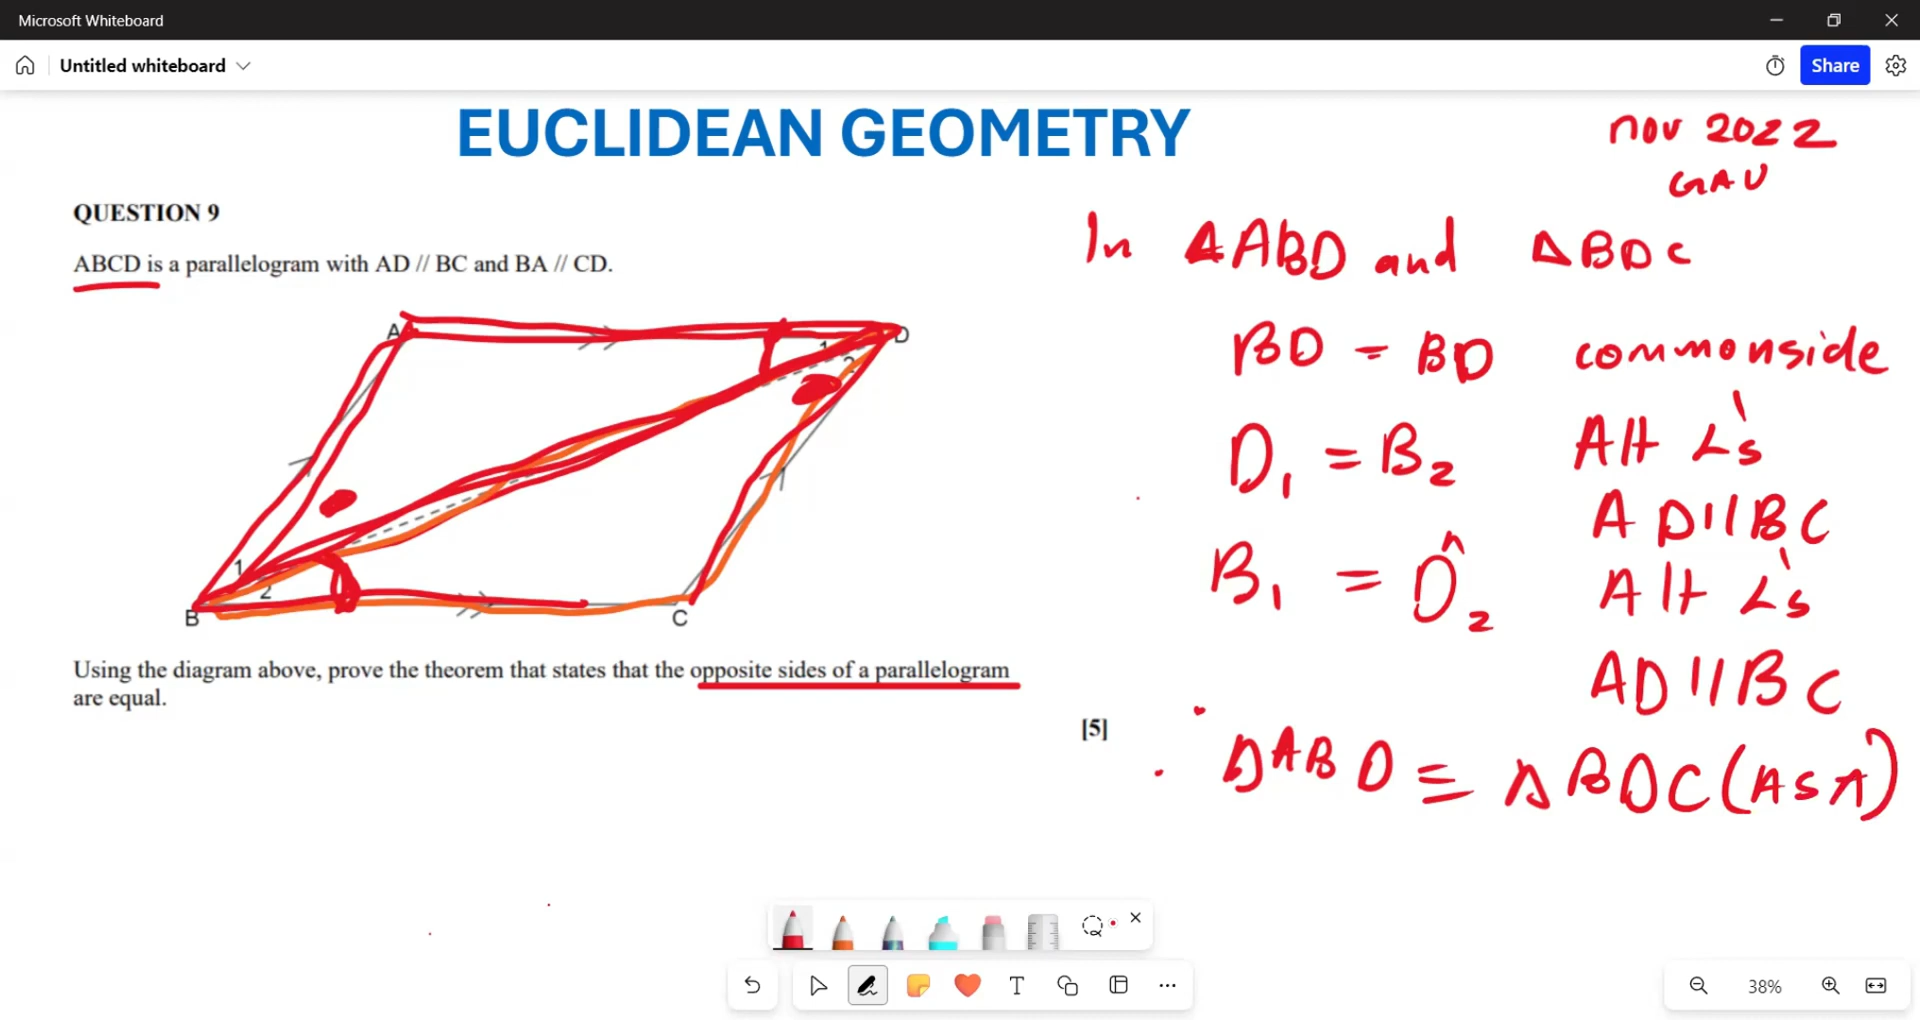 Microsoft Whiteboard
Untitled whiteboard
Share
EUCLIDEAN GEOMETRY
nov 2022
GAU
QUESTION 9
ABCD is a parallelogram with AD // BC and BA // CD.
A
D
1
2
1
2
B
C
Using the diagram above, prove the theorem that states that the opposite sides of a parallelogram
are equal.
[5]
In ΔABD and ΔBDC
BD = BD common side
D₁ = B₂ Alt ∠'s
AD || BC
B₁ = D̂₂ Alt ∠'s
AD || BC
∴ ΔABD ≡ ΔBDC (ASA)
T
38%